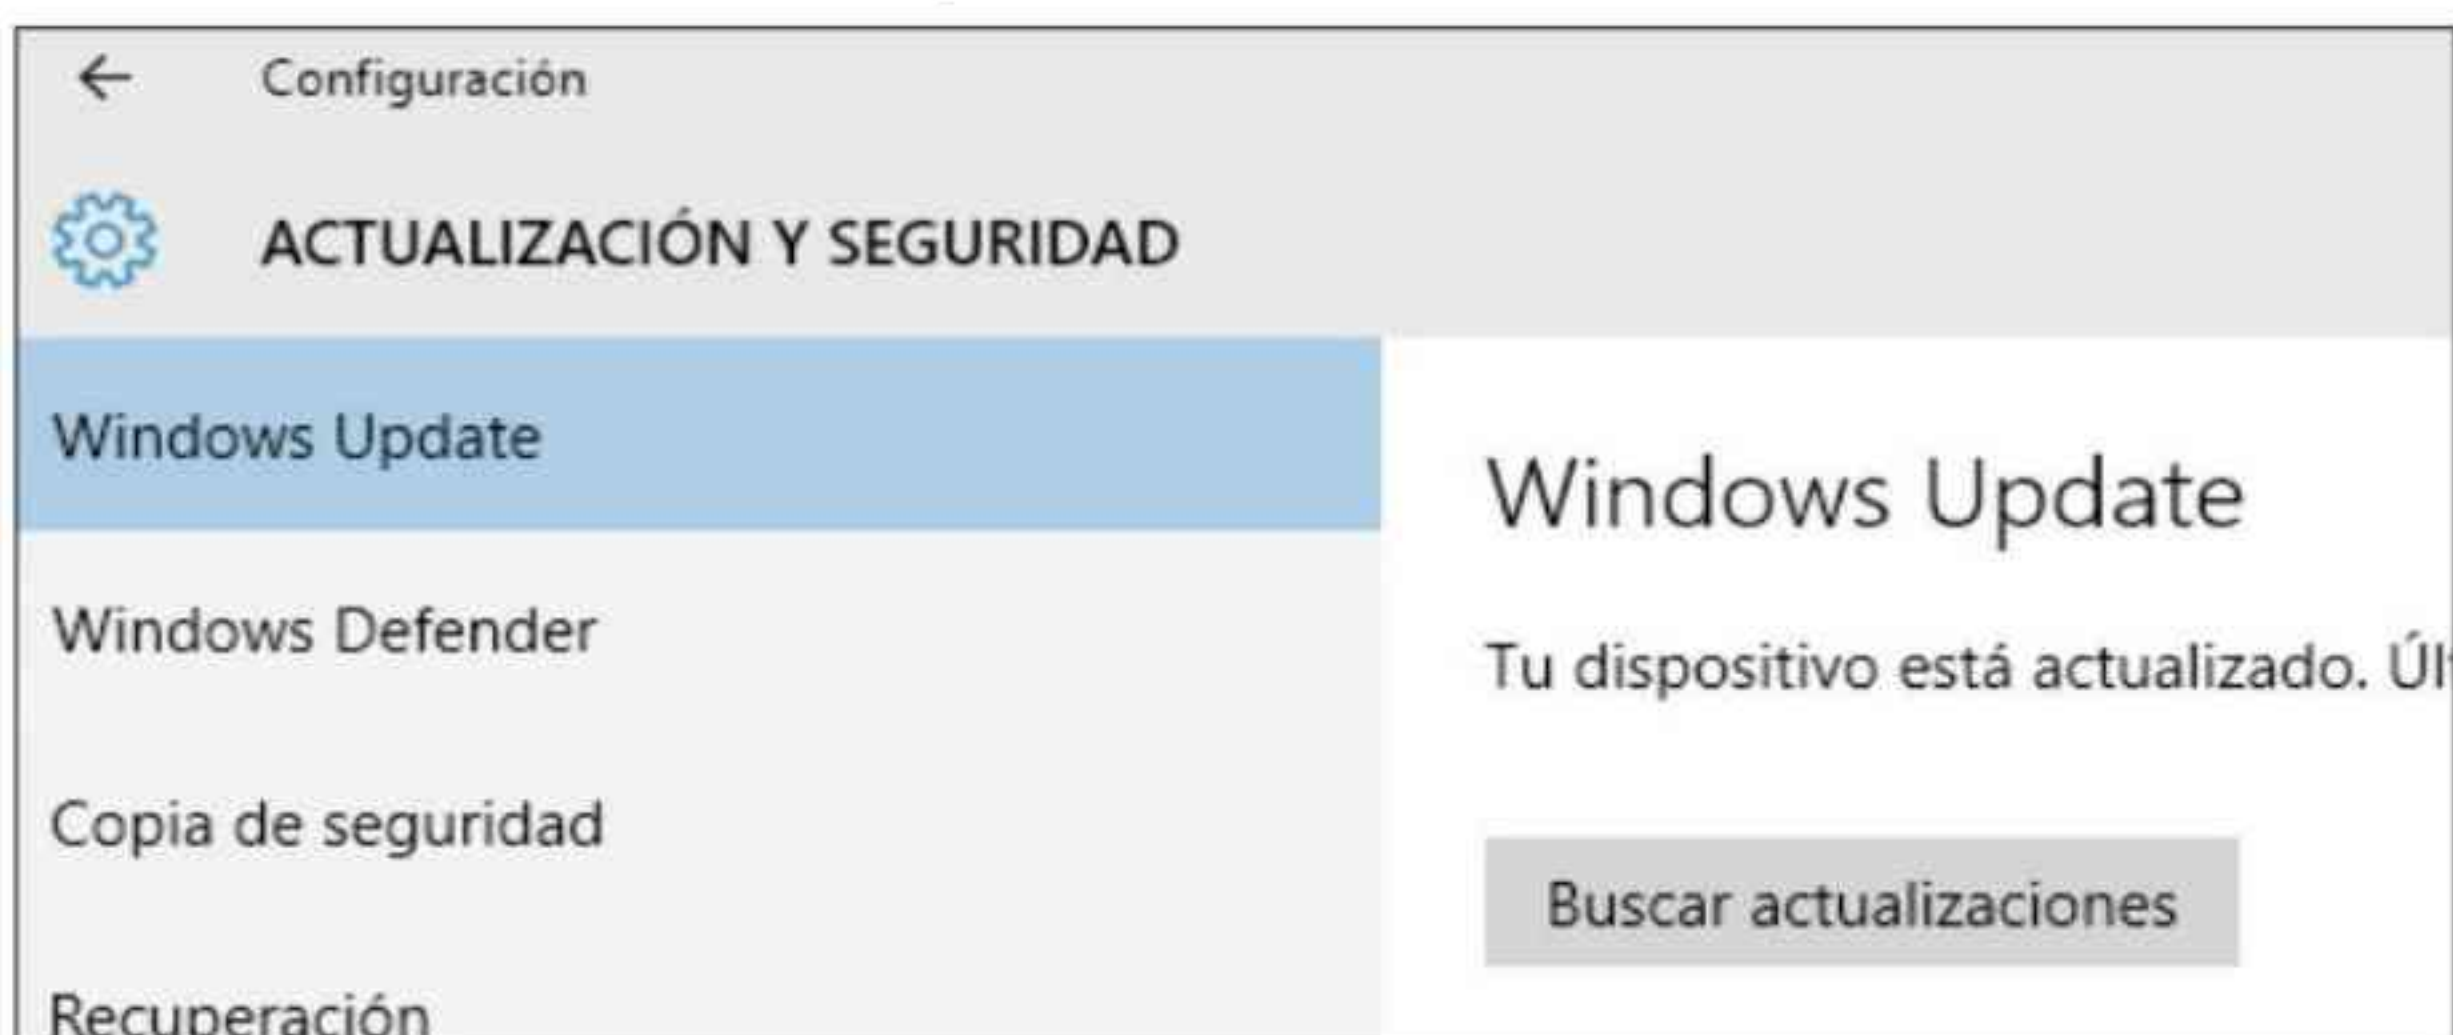 Configuración
ACTUALIZACIÓN Y SEGURIDAD
Windows Update
Windows Defender
Copia de seguridad
Recuperación
Windows Update
Tu dispositivo está actualizado.
Buscar actualizaciones